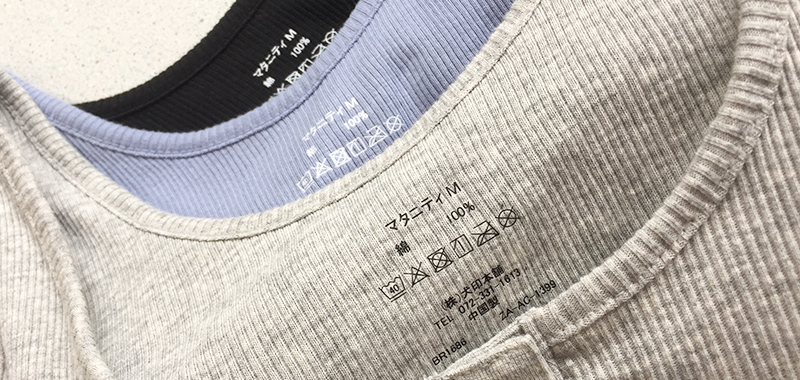 マタニティ M
綿 100%
マタニティ M
綿 100%
マタニティ M
綿 100%
40
(株)犬印本舗
TEL 072-331-1613
中国製 ZA-AC-1399
BR1686